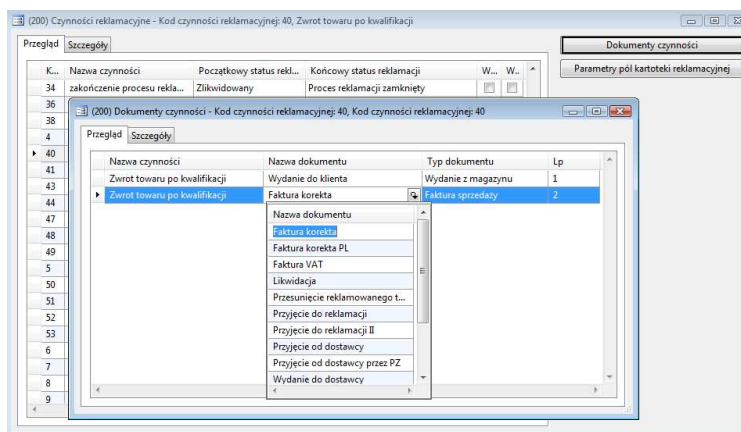 (200) Czynności reklamacyjne - Kod czynności reklamacyjnej: 40, Zwrot towaru po kwalifikacji
Przegląd Szczegóły
Dokumenty czynności
Parametry pól kartoteki reklamacyjnej
K... Nazwa czynności Początkowy status rekl... Końcowy status reklamacji W... W..
34 zakończenie procesu rekla... Zlikwidowany Proces reklamacji zamknięty
36
38
4
40
41
43
44
47
48
49
5
50
51
52
53
6
7
8
9
(200) Dokumenty czynności - Kod czynności reklamacyjnej: 40, Kod czynności reklamacyjnej: 40
Przegląd Szczegóły
Nazwa czynności Nazwa dokumentu Typ dokumentu Lp
Zwrot towaru po kwalifikacji Wydanie do klienta Wydanie z magazynu 1
Zwrot towaru po kwalifikacji Faktura korekta Faktura sprzedaży 2
Nazwa dokumentu
Faktura korekta
Faktura korekta PL
Faktura VAT
Likwidacja
Przesunięcie reklamowanego t...
Przyjęcie do reklamacji
Przyjęcie do reklamacji II
Przyjęcie od dostawcy
Przyjęcie od dostawcy przez PZ
Wydanie do dostawcy